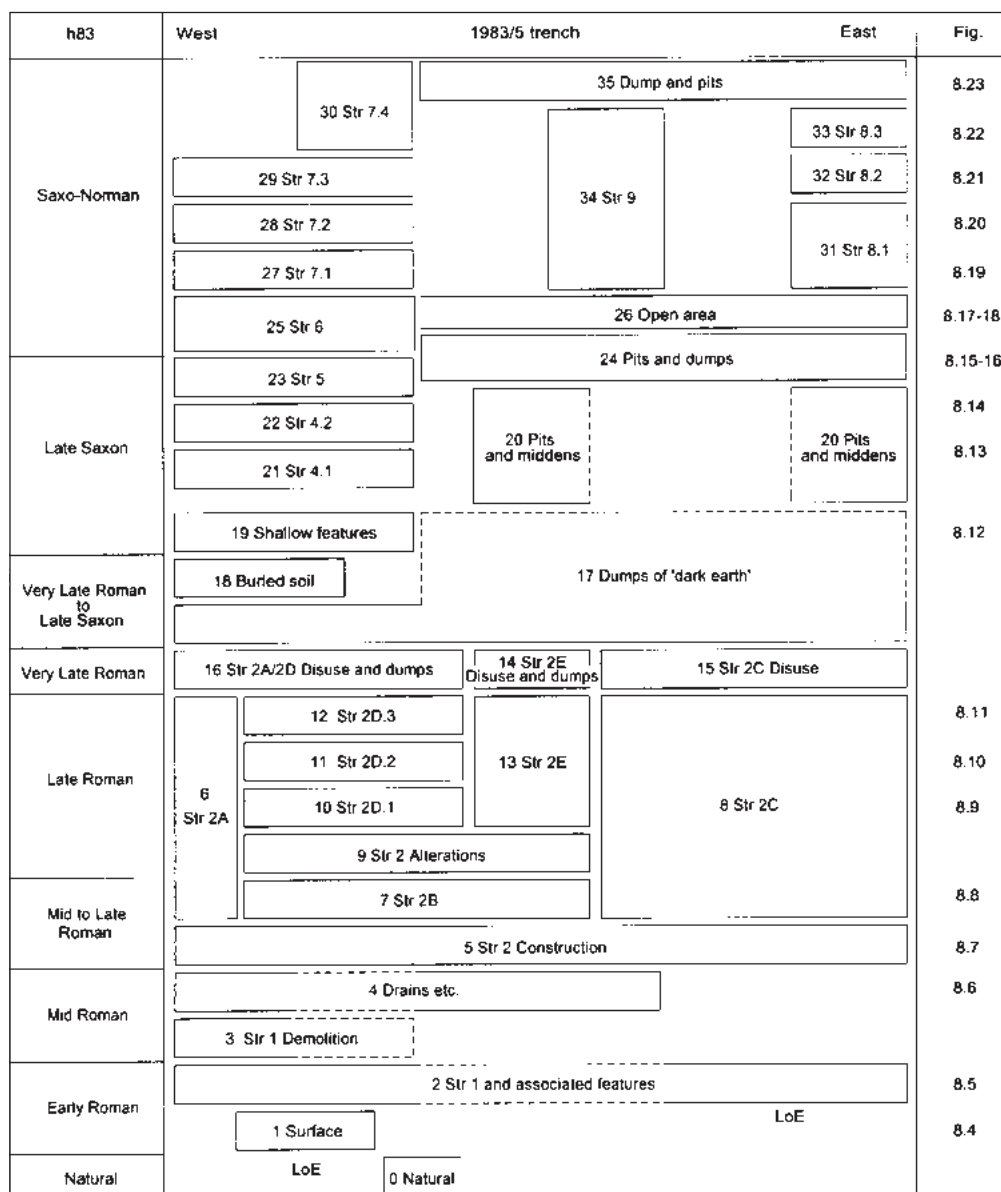 h83 West 1983/5 trench East Fig.
35 Dump and pits 8.23
30 Str 7.4
33 Str 8.3 8.22
29 Str 7.3 32 Str 8.2 8.21
Saxo-Norman 34 Str 9
28 Str 7.2 8.20
31 Str 8.1
27 Str 7.1 8.19
25 Str 6 26 Open area 8.17-18
24 Pits and dumps 8.15-16
23 Str 5
22 Str 4.2 8.14
Late Saxon 20 Pits 20 Pits
and middens and middens 8.13
21 Str 4.1
19 Shallow features 8.12
18 Buried soil 17 Dumps of 'dark earth'
Very Late Roman
to
Late Saxon
Very Late Roman 16 Str 2A/2D Disuse and dumps 14 Str 2E 15 Str 2C Disuse
Disuse and dumps
12 Str 2D.3 8.11
11 Str 2D.2 13 Str 2E 8.10
Late Roman
6 10 Str 2D.1 8 Str 2C 8.9
Str 2A
9 Str 2 Alterations
7 Str 2B 8.8
Mid to Late
Roman
5 Str 2 Construction 8.7
4 Drains etc. 8.6
Mid Roman
3 Str 1 Demolition
2 Str 1 and associated features 8.5
Early Roman LoE
1 Surface 8.4
LoE
Natural 0 Natural